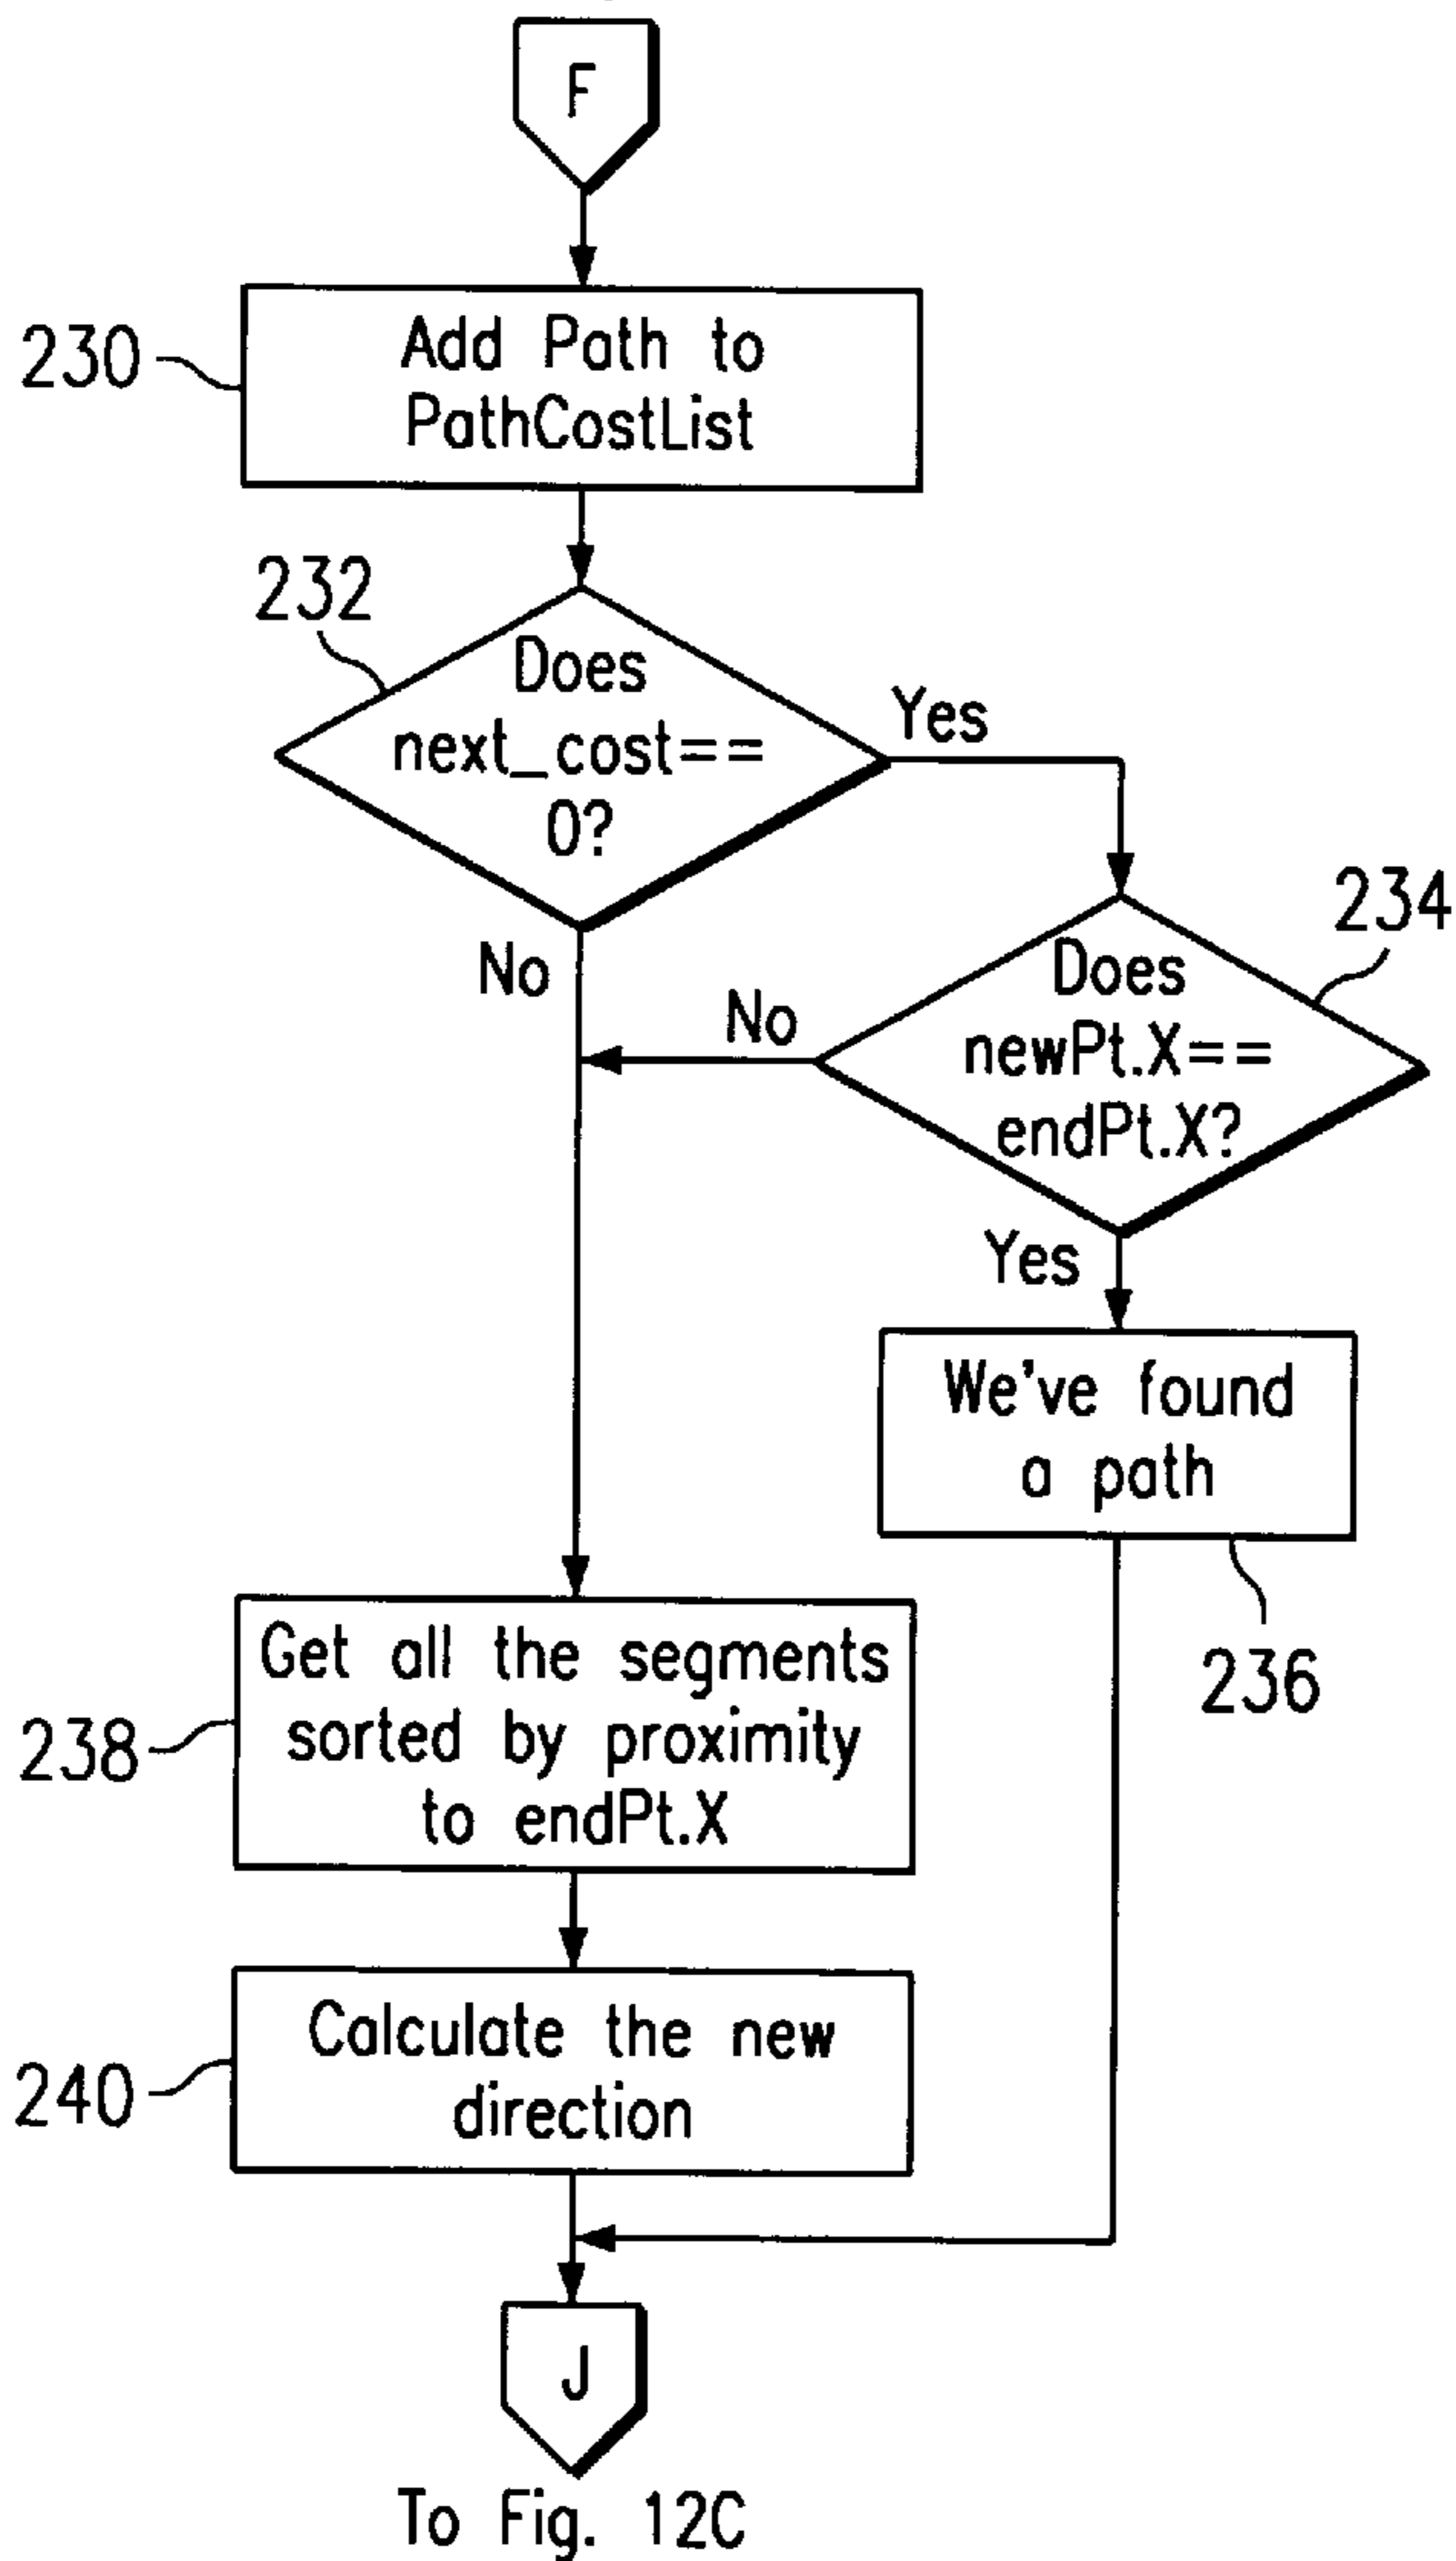 F
230
Add Path to
PathCostList
232
Does
next_cost==
0?
Yes
No
234
Does
newPt.X==
endPt.X?
No
Yes
We've found
a path
236
238
Get all the segments
sorted by proximity
to endPt.X
240
Calculate the new
direction
J
To Fig. 12C